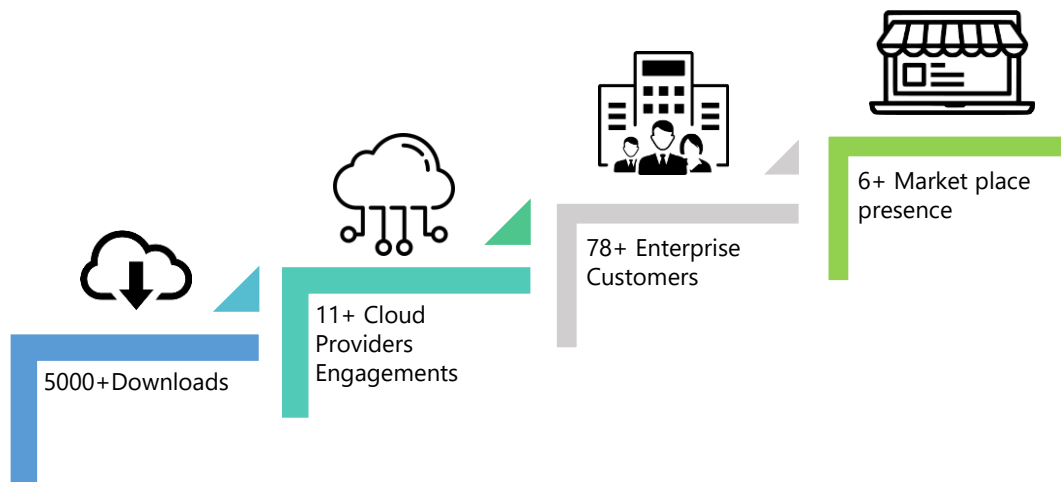 5000+Downloads
11+ Cloud
Providers
Engagements
78+ Enterprise
Customers
6+ Market place
presence